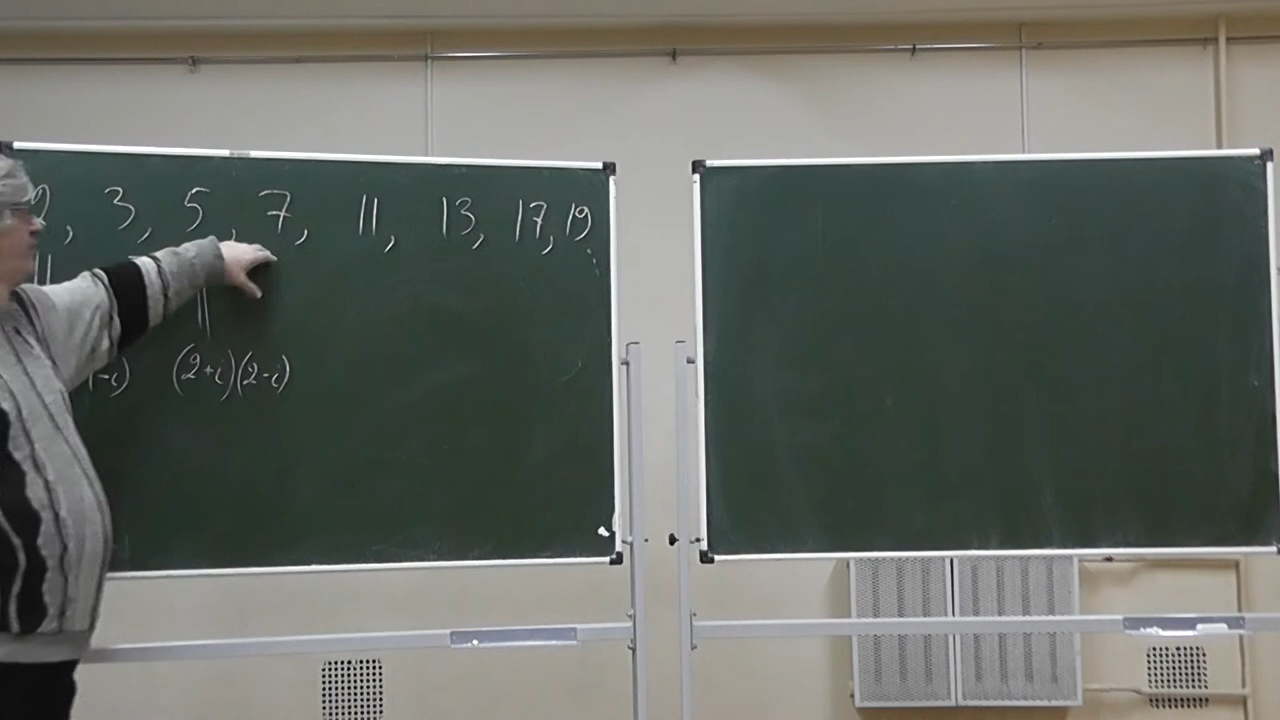 2, 3, 5, 7, 11, 13, 17, 19
|| ||
-i) (2+i)(2-i)